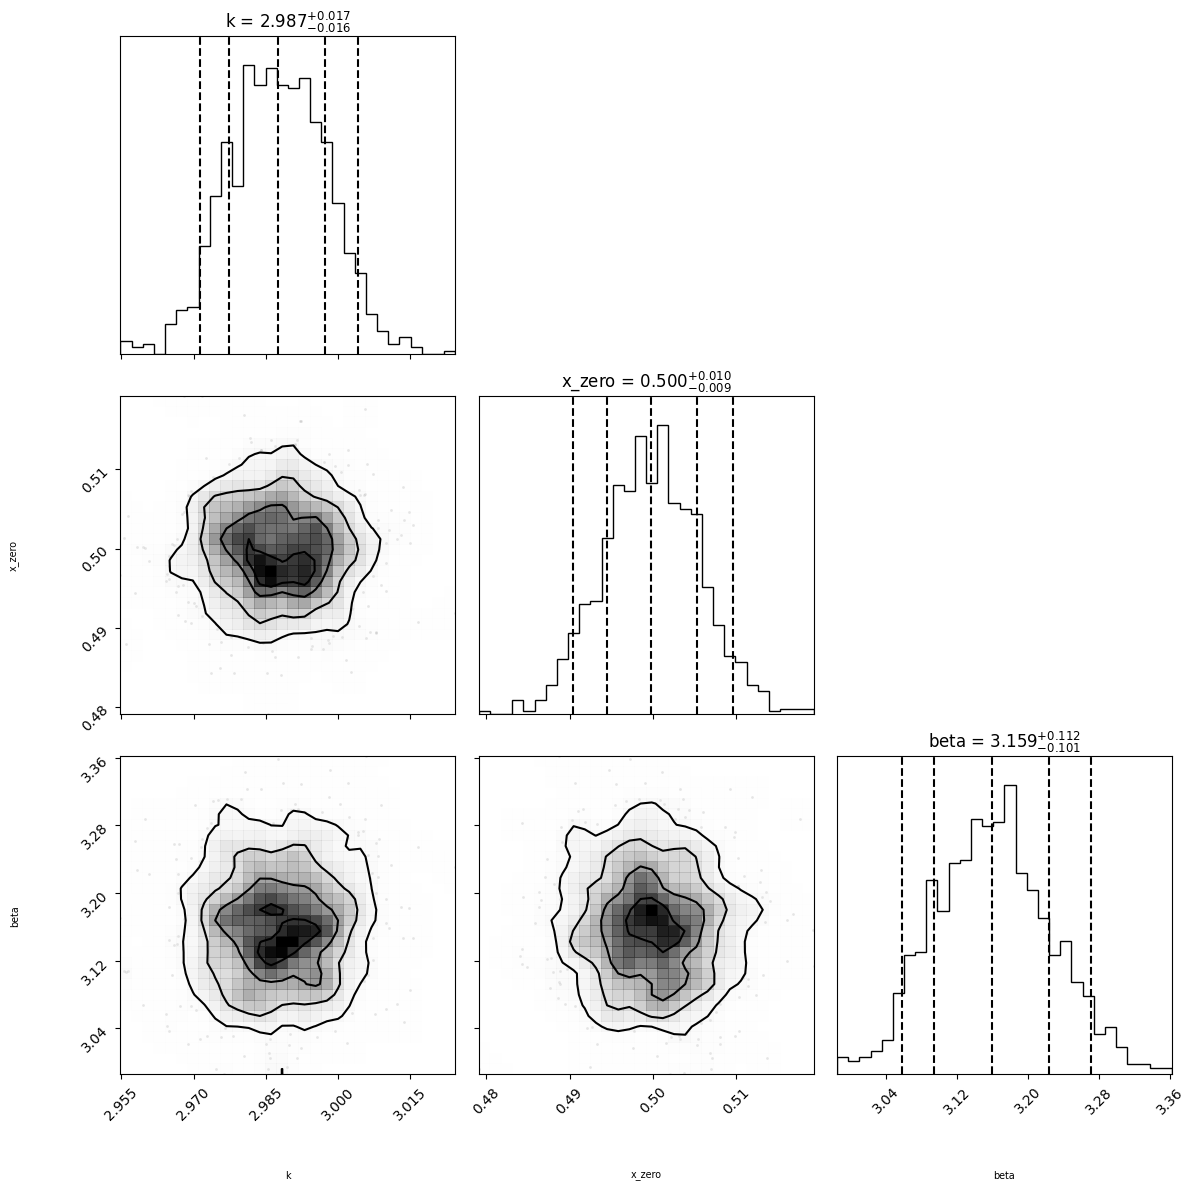 k = 2.987+0.017 −0.016
x_zero = 0.500+0.010 −0.009
0.51
0.50
0.49
0.48
x_zero
beta = 3.159+0.112 −0.101
3.36
3.28
3.20
3.12
3.04
beta
2.955 2.970 2.985 3.000 3.015
0.48 0.49 0.50 0.51
3.04 3.12 3.20 3.28 3.36
k
x_zero
beta